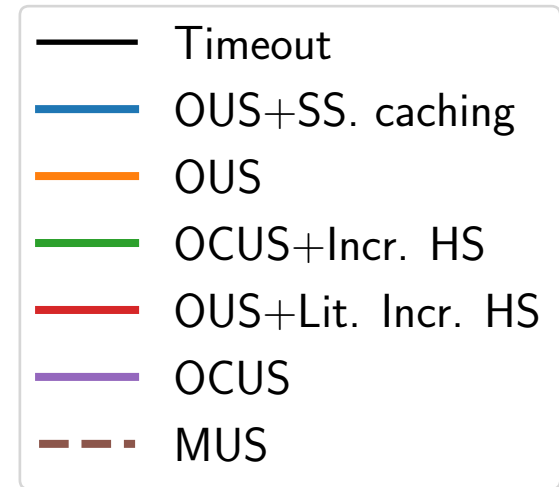 Timeout
OUS+SS. caching
OUS
OCUS+Incr. HS
OUS+Lit. Incr. HS
OCUS
MUS